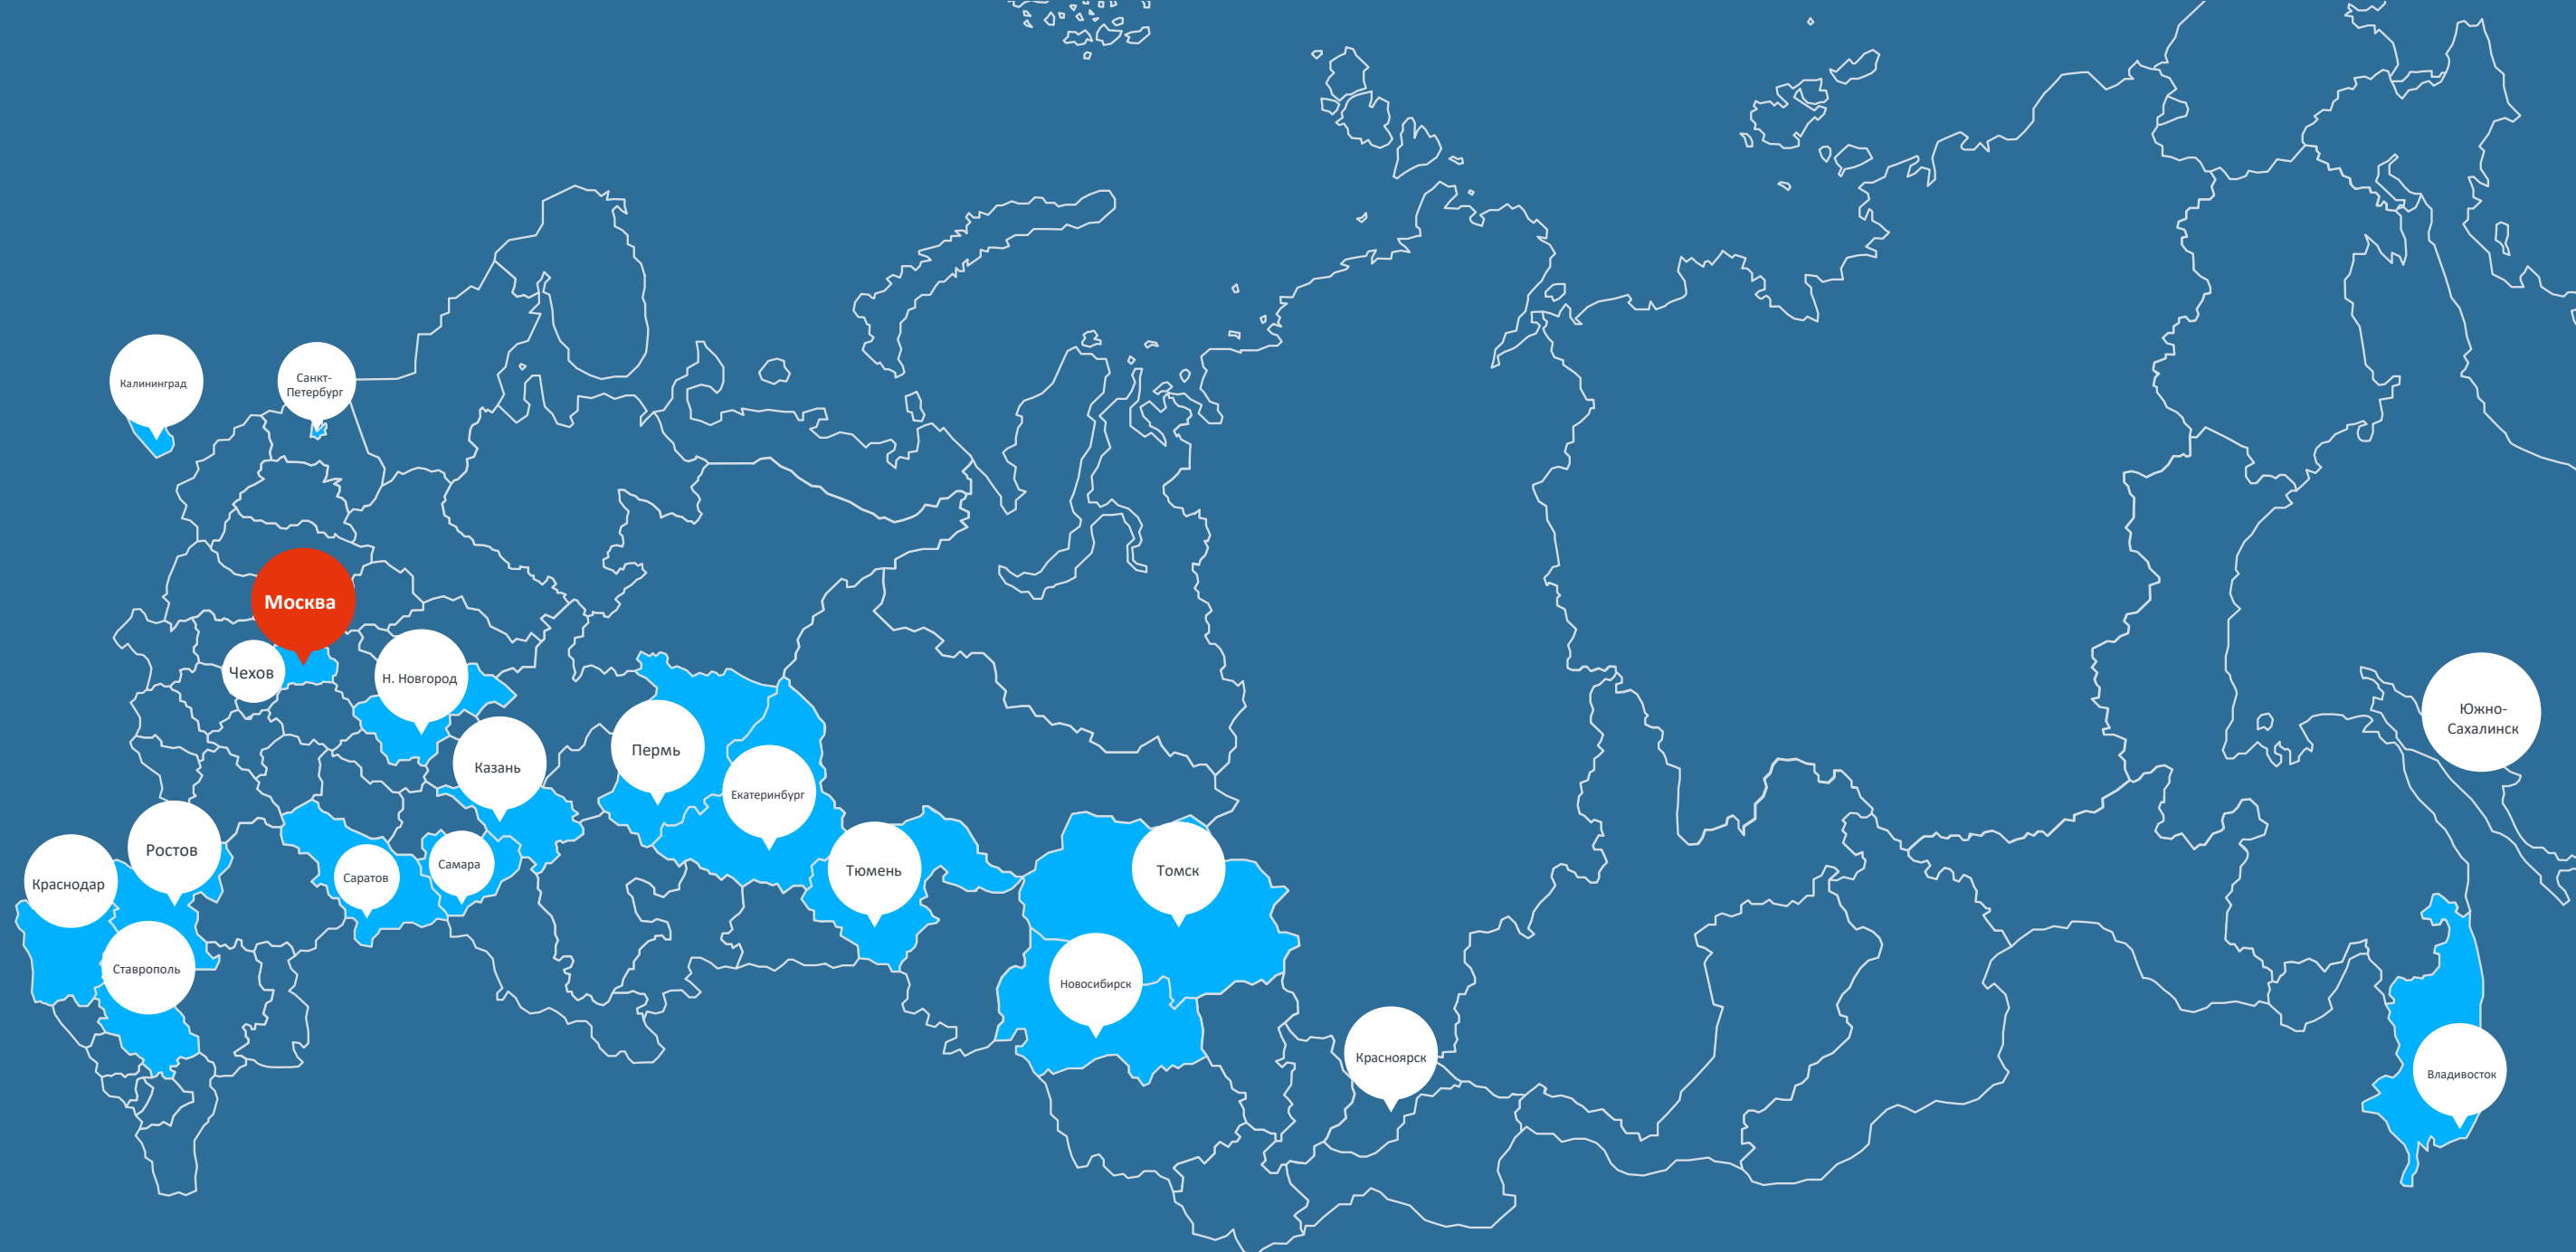 Калининград
Санкт-
Петербург
Москва
Чехов
Н. Новгород
Казань
Пермь
Екатеринбург
Южно-
Сахалинск
Ростов
Краснодар
Саратов
Самара
Тюмень
Томск
Ставрополь
Новосибирск
Красноярск
Владивосток